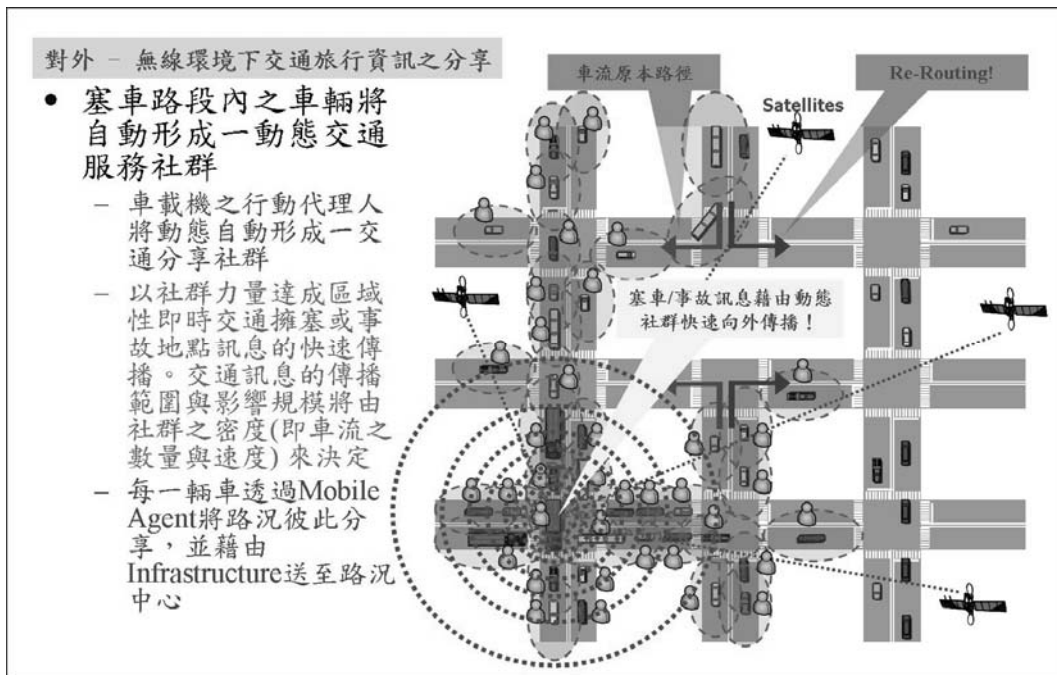 對外 - 無線環境下交通旅行資訊之分享
• 塞車路段內之車輛將
自動形成一動態交通
服務社群
– 車載機之行動代理人
將動態自動形成一交
通分享社群
– 以社群力量達成區域
性即時交通擁塞或事
故地點訊息的快速傳
播。交通訊息的傳播
範圍與影響規模將由
社群之密度(即車流之
數量與速度) 來決定
– 每一輛車透過Mobile
Agent將路況彼此分
享，並藉由
Infrastructure送至路況
中心
車流原本路徑
Re-Routing!
Satellites
塞車/事故訊息藉由動態
社群快速向外傳播！